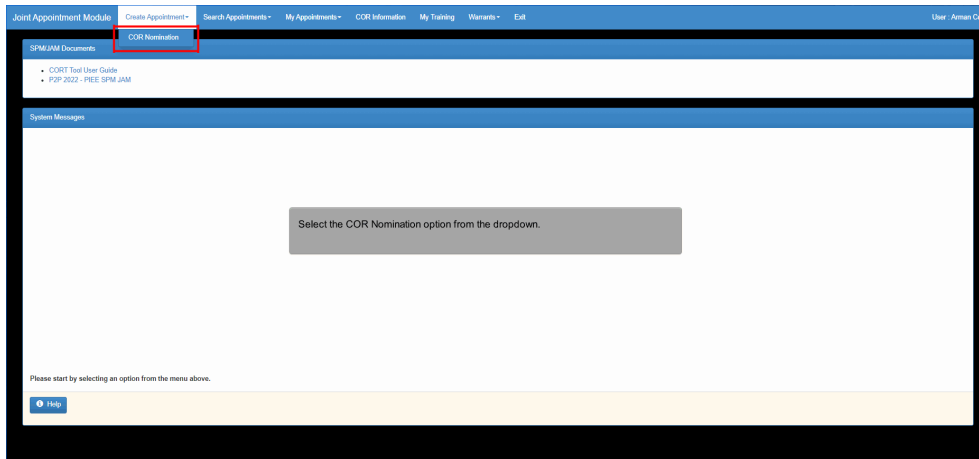 Joint Appointment Module Create Appointment Search Appointments My Appointments COR Information My Training Warrants Exit User : Arman
COR Nomination
SPM/JAM Documents
CORT Tool User Guide
P2P 2022 - PIEE SPM JAM
System Messages
Select the COR Nomination option from the dropdown.
Please start by selecting an option from the menu above.
Help